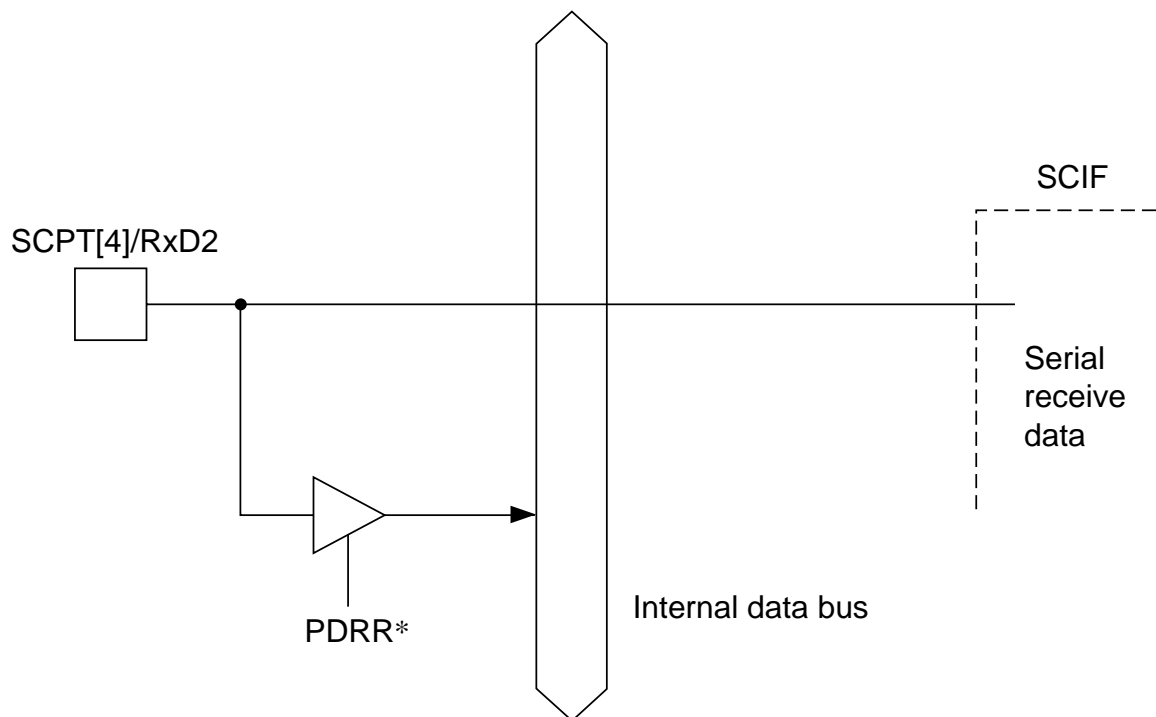 SCIF
SCPT[4]/RxD2
Serial
receive
data
Internal data bus
PDRR*